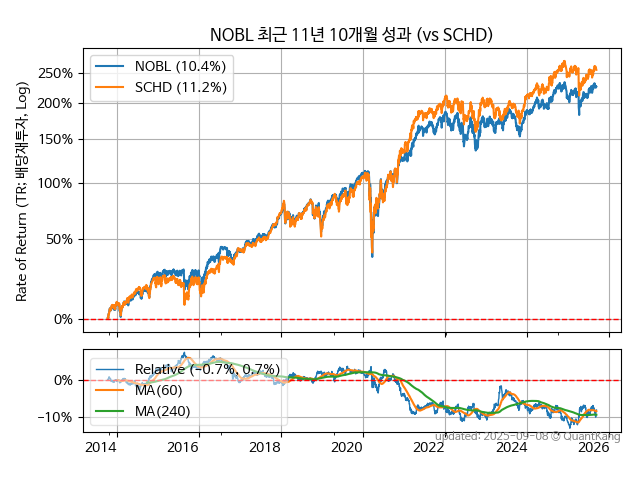 NOBL 최근 11년 10개월 성과 (vs SCHD)
Rate of Return (TR; 배당재투자, Log)
250%
200%
150%
100%
50%
0%
NOBL (10.4%)
SCHD (11.2%)
0%
−10%
Relative (−0.7%, 0.7%)
MA(60)
MA(240)
2014 2016 2018 2020 2022 2024 2026
updated: 2025-09-08 © QuantKang